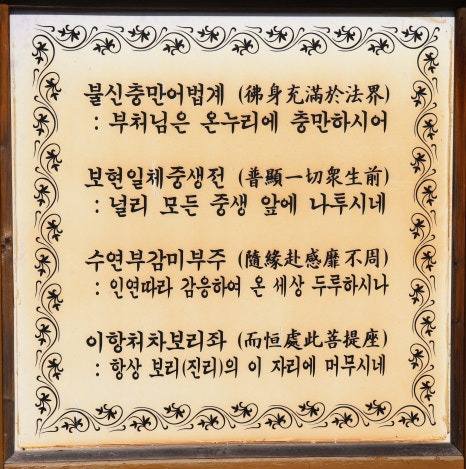 불신충만어법계 (彿身充滿於法界)
: 부처님은 온누리에 충만하시어
보현일체중생전 (普顯一切衆生前)
: 널리 모든 중생 앞에 나투시네
수연부감미부주 (隨緣赴感靡不周)
: 인연따라 감응하여 온 세상 두루하시나
이항처차보리좌 (而恒處此菩提座)
: 항상 보리(진리)의 이 자리에 머무시네